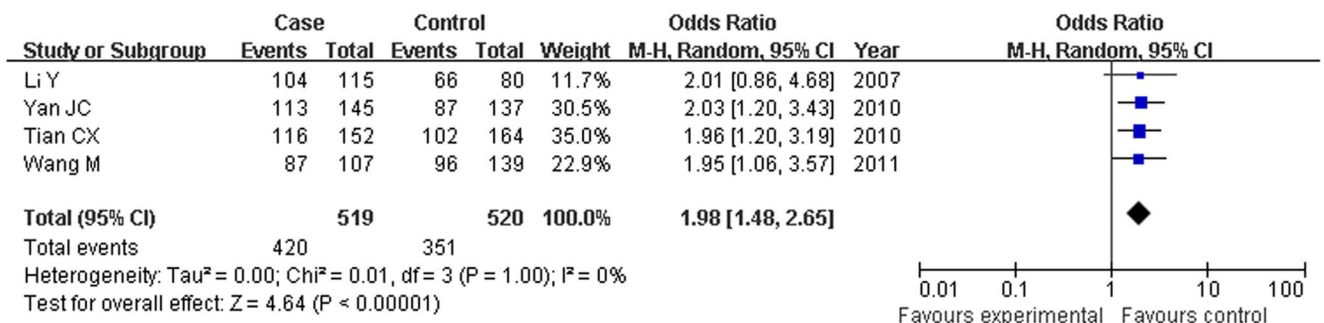 Case Control Odds Ratio Odds Ratio
Study or Subgroup Events Total Events Total Weight M-H, Random, 95% CI Year M-H, Random, 95% CI
Li Y 104 115 66 80 11.7% 2.01 [0.86, 4.68] 2007
Yan JC 113 145 87 137 30.5% 2.03 [1.20, 3.43] 2010
Tian CX 116 152 102 164 35.0% 1.96 [1.20, 3.19] 2010
Wang M 87 107 96 139 22.9% 1.95 [1.06, 3.57] 2011
Total (95% CI) 519 520 100.0% 1.98 [1.48, 2.65]
Total events 420 351
Heterogeneity: Tau² = 0.00; Chi² = 0.01, df = 3 (P = 1.00); I² = 0%
Test for overall effect: Z = 4.64 (P < 0.00001)
0.01 0.1 1 10 100
Favours experimental Favours control